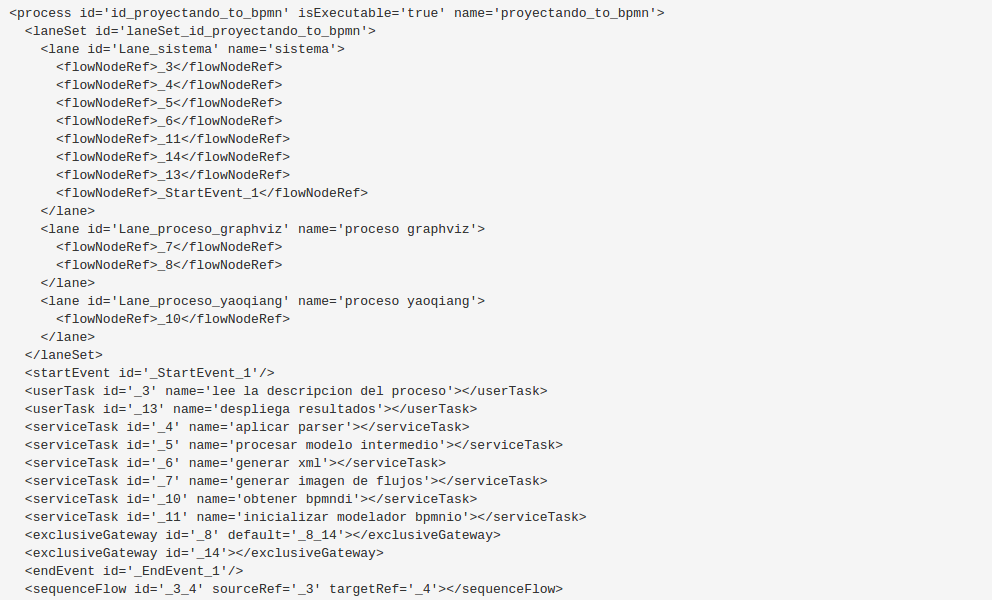 <process id='id_proyectando_to_bpmn' isExecutable='true' name='proyectando_to_bpmn'>
<laneSet id='laneSet_id_proyectando_to_bpmn'>
<lane id='Lane_sistema' name='sistema'>
<flowNodeRef>_3</flowNodeRef>
<flowNodeRef>_4</flowNodeRef>
<flowNodeRef>_5</flowNodeRef>
<flowNodeRef>_6</flowNodeRef>
<flowNodeRef>_11</flowNodeRef>
<flowNodeRef>_14</flowNodeRef>
<flowNodeRef>_13</flowNodeRef>
<flowNodeRef>_StartEvent_1</flowNodeRef>
</lane>
<lane id='Lane_proceso_graphviz' name='proceso graphviz'>
<flowNodeRef>_7</flowNodeRef>
<flowNodeRef>_8</flowNodeRef>
</lane>
<lane id='Lane_proceso_yaoqiang' name='proceso yaoqiang'>
<flowNodeRef>_10</flowNodeRef>
</lane>
</laneSet>
<startEvent id='_StartEvent_1'/>
<userTask id='_3' name='lee la descripcion del proceso'></userTask>
<userTask id='_13' name='despliega resultados'></userTask>
<serviceTask id='_4' name='aplicar parser'></serviceTask>
<serviceTask id='_5' name='procesar modelo intermedio'></serviceTask>
<serviceTask id='_6' name='generar xml'></serviceTask>
<serviceTask id='_7' name='generar imagen de flujos'></serviceTask>
<serviceTask id='_10' name='obtener bpmndi'></serviceTask>
<serviceTask id='_11' name='inicializar modelador bpmnio'></serviceTask>
<exclusiveGateway id='_8' default='_8_14'></exclusiveGateway>
<exclusiveGateway id='_14'></exclusiveGateway>
<endEvent id='_EndEvent_1'/>
<sequenceFlow id='_3_4' sourceRef='_3' targetRef='_4'></sequenceFlow>